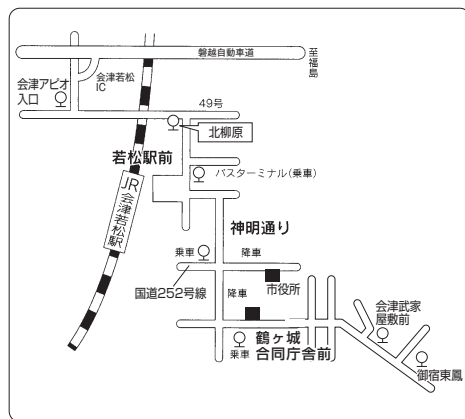 磐越自動車道
至福島
会津若松
IC
会津アピオ
入口
49号
北柳原
若松駅前
バスターミナル(乗車)
JR会津若松駅
神明通り
乗車
降車
国道252号線
市役所
降車
会津武家
屋敷前
鶴ヶ城
合同庁舎前
乗車
御宿東鳳